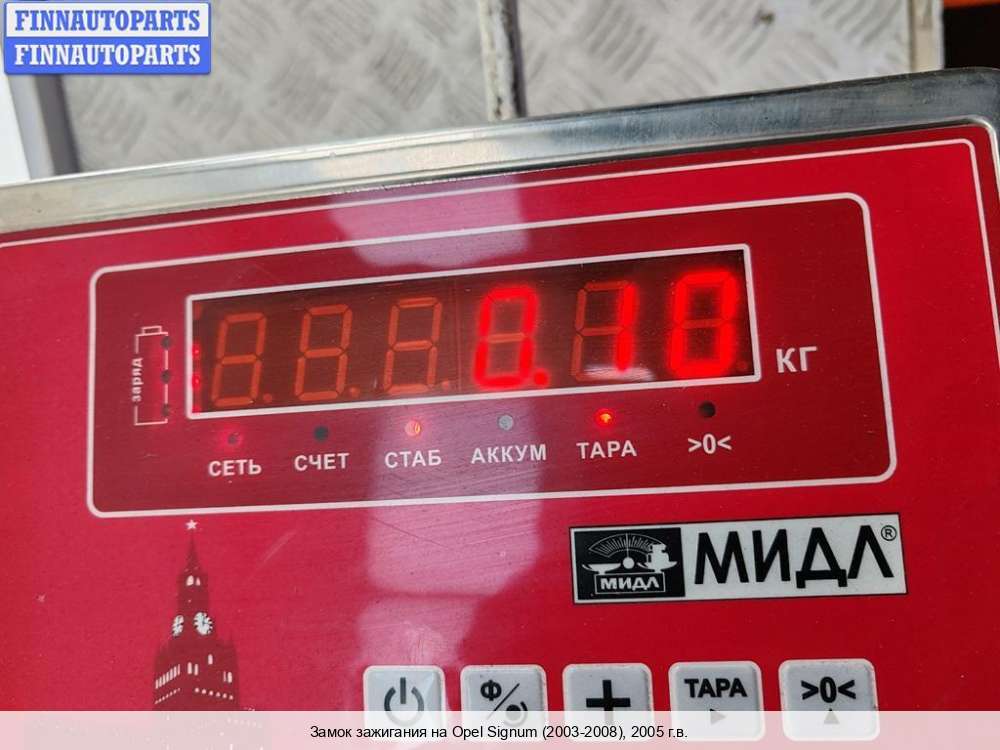 FINNAUTOPARTS
FINNAUTOPARTS
заряд
0.10
КГ
СЕТЬ СЧЕТ СТАБ АККУМ ТАРА >0<
МИДЛ МИДЛ®
Ф/ + ТАРА >0<
Замок зажигания на Opel Signum (2003-2008), 2005 г.в.